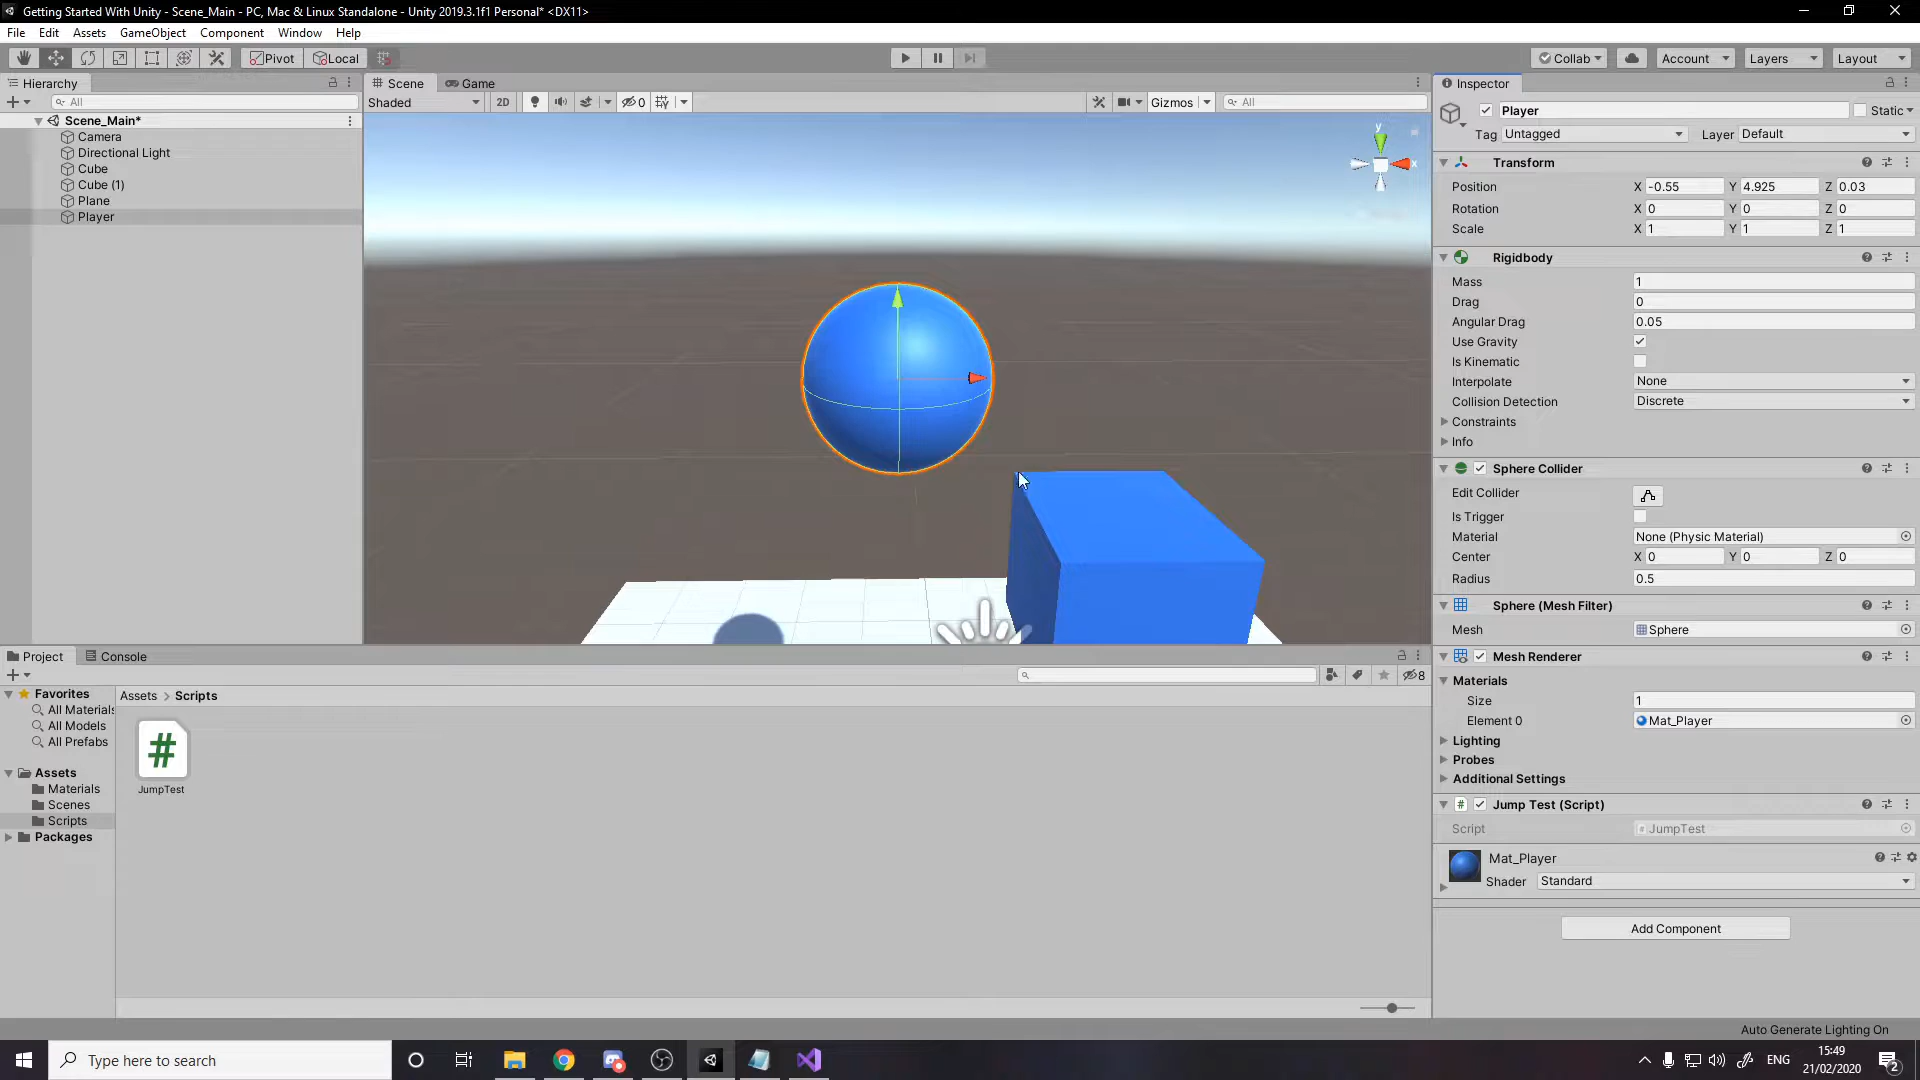 Getting Started With Unity - Scene_Main - PC, Mac & Linux Standalone - Unity 2019.3.1f1 Personal* <DX11>
File Edit Assets GameObject Component Window Help
Pivot Local Collab Account Layers Layout
Hierarchy
All
Scene_Main*
Camera
Directional Light
Cube
Cube (1)
Plane
Player
Scene Game
Shaded 2D 0 Gizmos All
y
x
Inspector
Player Static
Tag Untagged Layer Default
Transform
Position X -0.55 Y 4.925 Z 0.03
Rotation X 0 Y 0 Z 0
Scale X 1 Y 1 Z 1
Rigidbody
Mass 1
Drag 0
Angular Drag 0.05
Use Gravity
Is Kinematic
Interpolate None
Collision Detection Discrete
Constraints
Info
Sphere Collider
Edit Collider
Is Trigger
Material None (Physic Material)
Center X 0 Y 0 Z 0
Radius 0.5
Sphere (Mesh Filter)
Mesh Sphere
Mesh Renderer
Materials
Size 1
Element 0 Mat_Player
Lighting
Probes
Additional Settings
# Jump Test (Script)
Script # JumpTest
Mat_Player
Shader Standard
Add Component
Project Console
8
Favorites
All Materials
All Models
All Prefabs
Assets
Materials
Scenes
Scripts
Packages
Assets > Scripts
#
JumpTest
Auto Generate Lighting On
Type here to search
ENG
15:49
21/02/2020
2